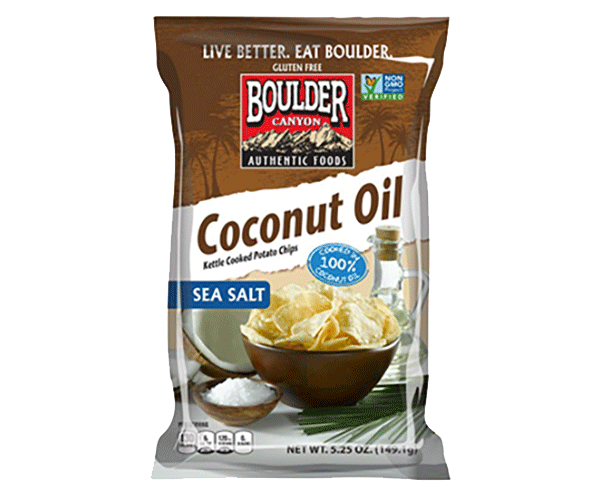 LIVE BETTER. EAT BOULDER.
GLUTEN FREE
BOULDER
CANYON
AUTHENTIC FOODS
NON
GMO
Project
VERIFIED
Coconut Oil
Kettle Cooked Potato Chips
COOKED IN
100%
COCONUT OIL
SEA SALT
NET WT. 5.25 OZ. (149.1g)